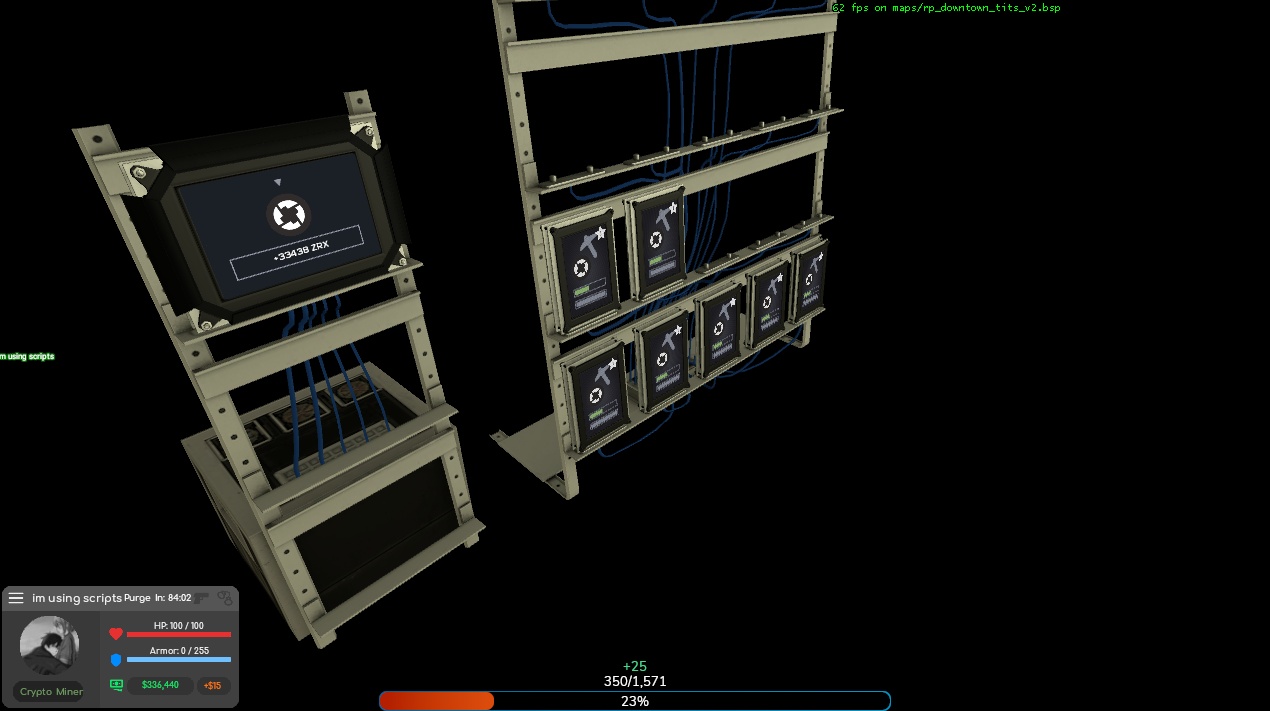 62 fps on maps/rp_downtown_tits_v2.bsp
+33438 ZRX
m using scripts
im using scripts Purge In: 84:02
HP: 100 / 100
Armor: 0 / 255
Crypto Miner
$336,440
+$15
+25
350/1,571
23%